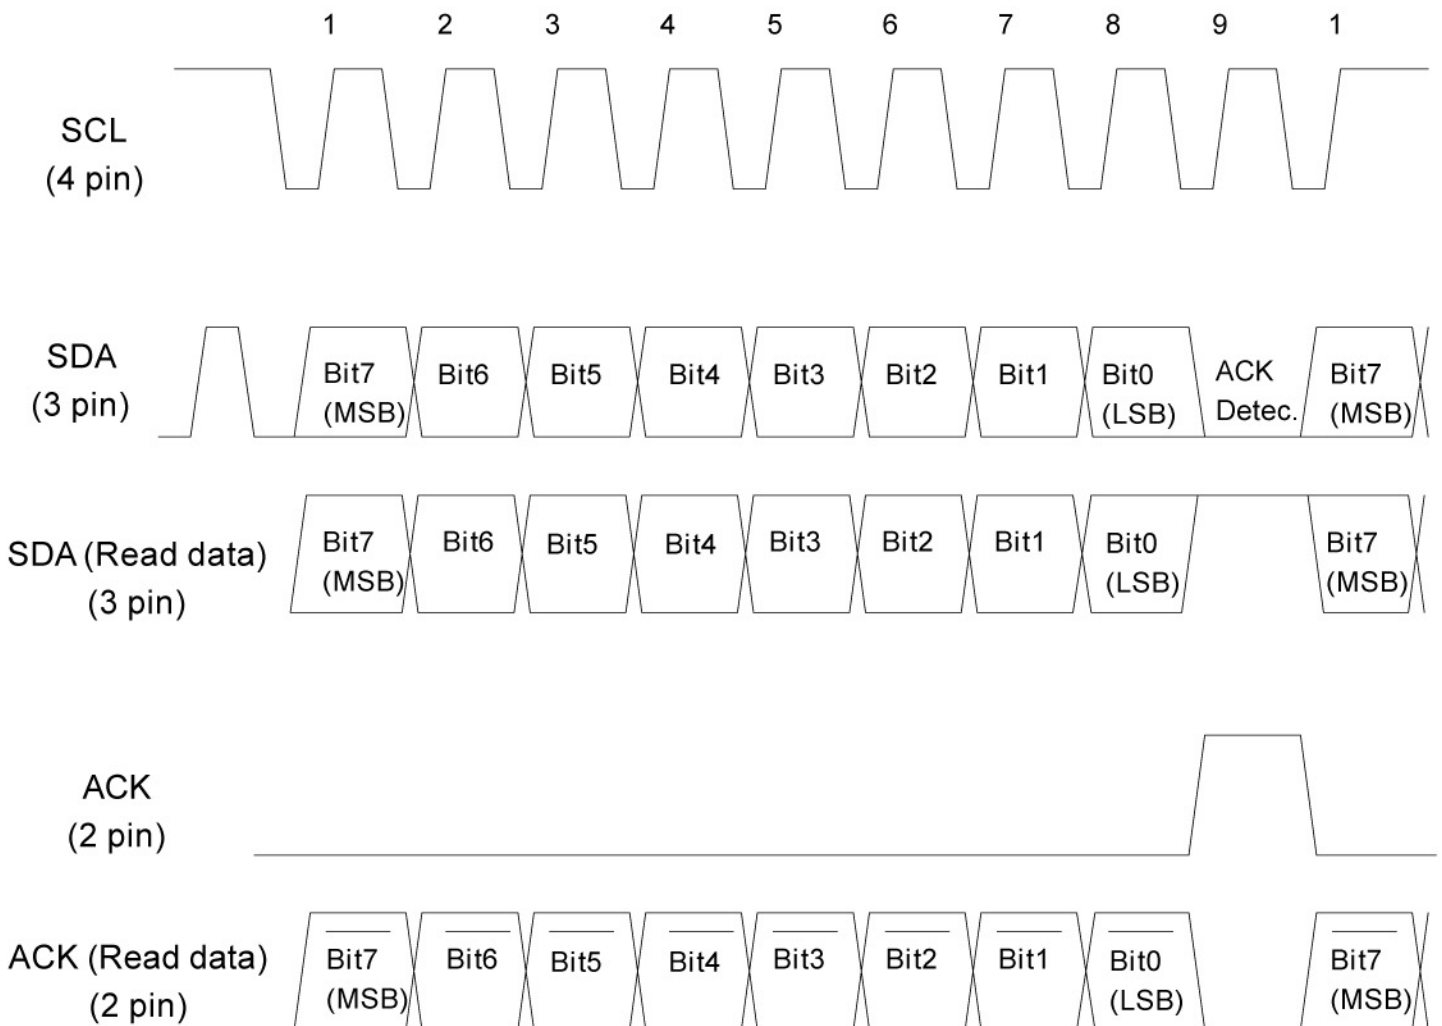 1 2 3 4 5 6 7 8 9 1
SCL
(4 pin)
SDA
(3 pin)
Bit7 Bit6 Bit5 Bit4 Bit3 Bit2 Bit1 Bit0 ACK Bit7
(MSB) (LSB) Detec. (MSB)
SDA (Read data)
(3 pin)
Bit7 Bit6 Bit5 Bit4 Bit3 Bit2 Bit1 Bit0 Bit7
(MSB) (LSB) (MSB)
ACK
(2 pin)
ACK (Read data)
(2 pin)
Bit7 Bit6 Bit5 Bit4 Bit3 Bit2 Bit1 Bit0 Bit7
(MSB) (LSB) (MSB)